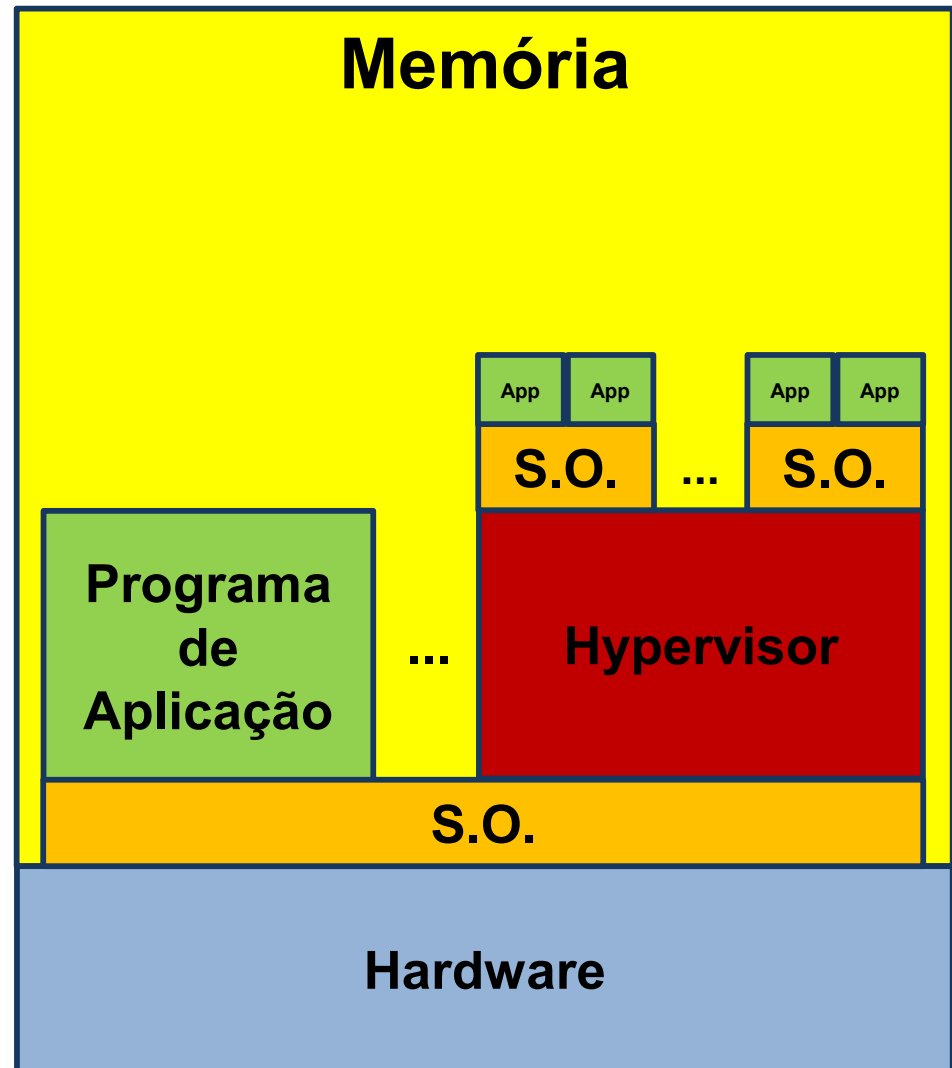 Memória
App App App App
S.O. ... S.O.
Programa
de
Aplicação
... Hypervisor
S.O.
Hardware